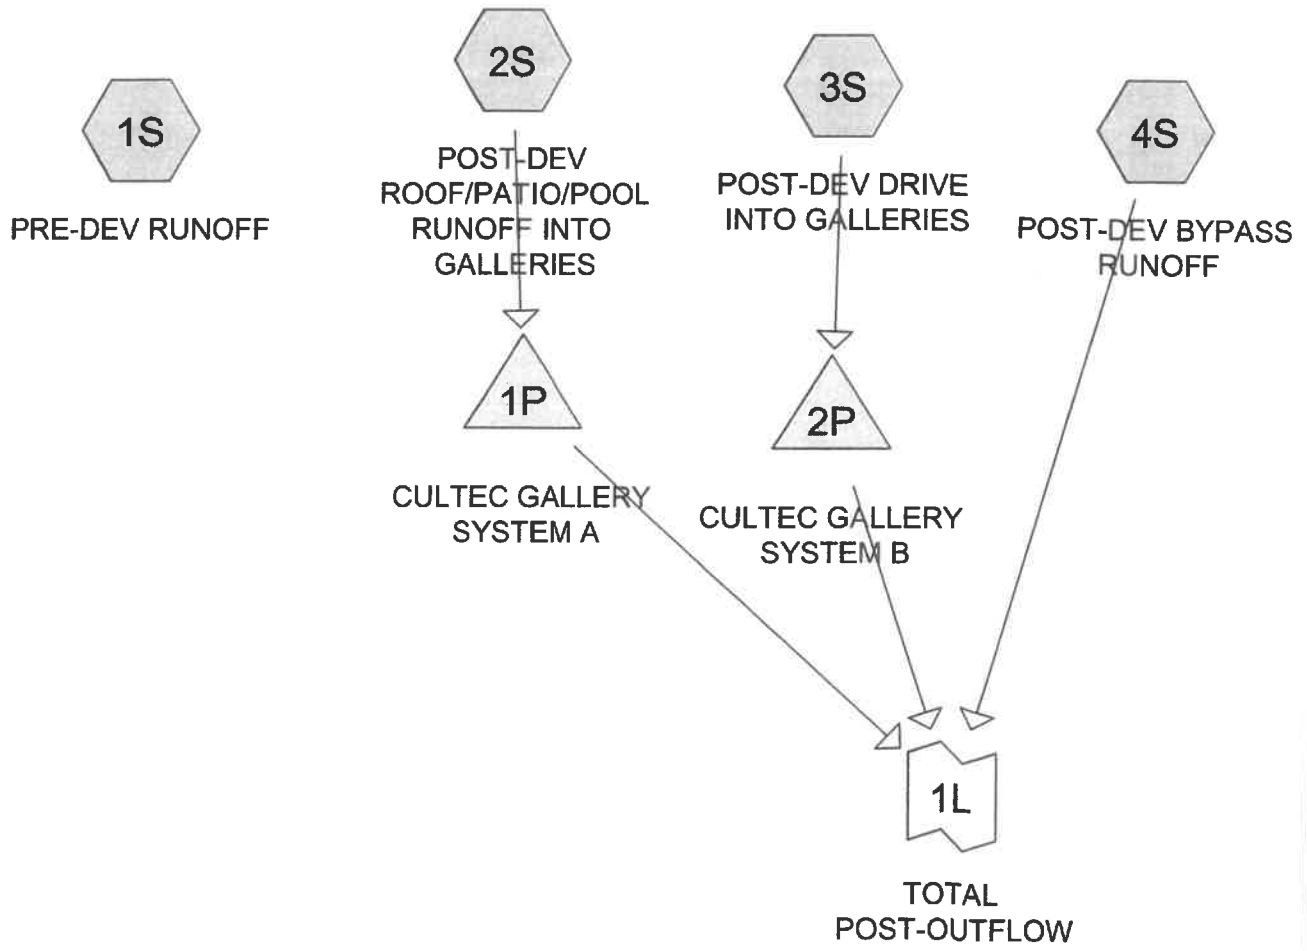 1S
PRE-DEV RUNOFF
2S
POST-DEV
ROOF/PATIO/POOL
RUNOFF INTO
GALLERIES
3S
POST-DEV DRIVE
INTO GALLERIES
4S
POST-DEV BYPASS
RUNOFF
1P
CULTEC GALLERY
SYSTEM A
2P
CULTEC GALLERY
SYSTEM B
1L
TOTAL
POST-OUTFLOW